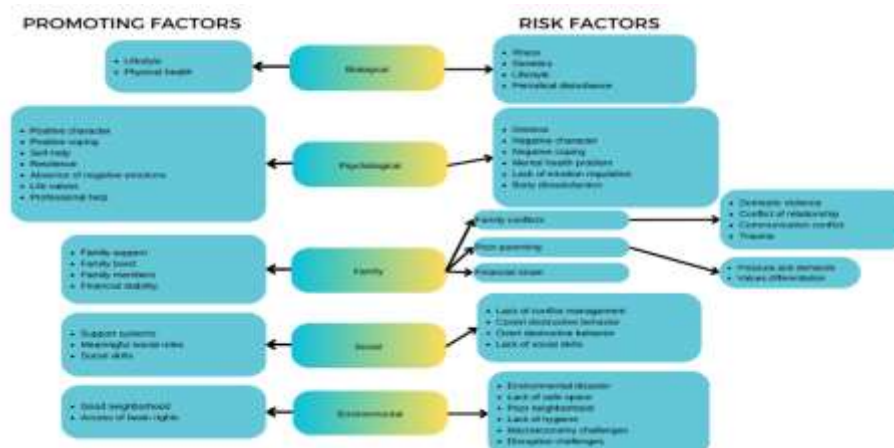 PROMOTING FACTORS
RISK FACTORS
Lifestyle
Physical health
Biological
Illness
Genetics
Lifestyle
Periodical disturbance
Positive character
Positive coping
Self-help
Resilience
Absence of negative emotions
Life values
Professional help
Psychological
Negative character
Negative coping
Mental health problem
Lack of emotion regulation
Body dissatisfaction
Family support
Family bond
Family members
Financial stability
Family
Family conflicts
Domestic violence
Conflict of relationship
Communication conflict
Trauma
Poor parenting
Pressure and demands
Values differentiation
Financial strain
Support systems
Meaningful social roles
Social skills
Social
Lack of conflict management
Covert destructive behavior
Overt destructive behavior
Lack of social skills
Good neighborhood
Access of basic rights
Environmental
Environmental disaster
Lack of safe space
Poor neighborhood
Lack of hygiene
Macroeconomy challenges
Disruption challenges